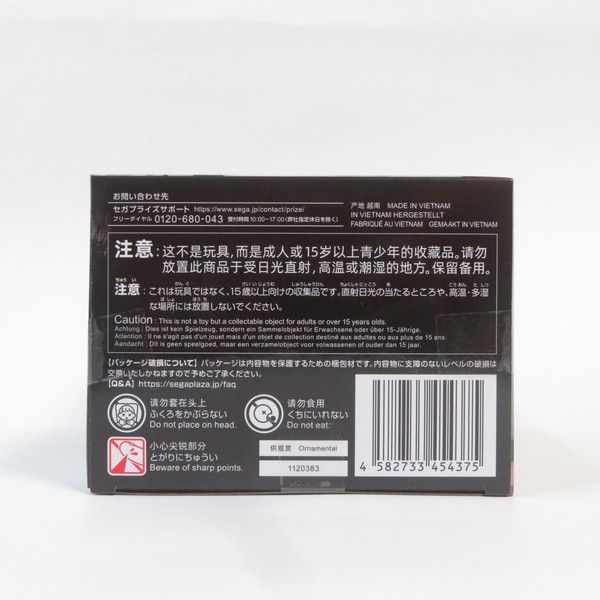 お問い合わせ先
セガプライズサポート https://www.sega.jp/contact/prize/
フリーダイヤル 0120-680-043 受付時間10:00～17:00(弊社指定休日を除く)
产地 越南 MADE IN VIETNAM
IN VIETNAM HERGESTELLT
FABRIQUÉ AU VIETNAM GEMAAKT IN VIETNAM
注意：这不是玩具，而是成人或15岁以上青少年的收藏品。请勿
放置此商品于受日光直射，高温或潮湿的地方。保留备用。
注意：これは玩具ではなく、15歳以上向けの収集品です。直射日光の当たるところや、高温・多湿
な場所には放置しないでください。
Caution : This is not a toy but a collectable object for adults or over 15 years olds.
Achtung : Dies ist kein Spielzeug, sondern ein Sammelobjekt für Erwachsene oder über 15-Jährige.
Attention : Il ne s'agit pas d'un jouet mais d'un objet de collection destiné aux adultes ou au plus de 15 ans.
Aandacht : Dit is geen speelgoed, maar een verzamelobject voor volwassenen of ouder dan 15 jaar.
【パッケージ破損について】パッケージは内容物を保護するための梱包材です。内容物に支障のないレベルの破損は
交換いたしかねますので予めご了承ください。
【Q&A】https://segaplaza.jp/faq
请勿套在头上
ふくろをかぶらない
Do not place on head.
请勿食用
くちにいれない
Do not eat.
小心尖锐部分
とがりにちゅうい
Beware of sharp points.
供观赏 Ornamental
1120383
4 582733 454375